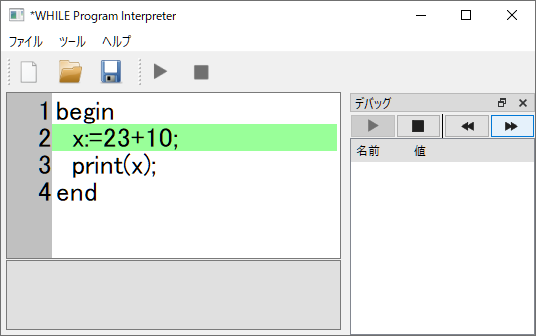 *WHILE Program Interpreter
ファイル ツール ヘルプ
デバッグ
1 begin
2 x:=23+10;
3 print(x);
4 end
名前 値